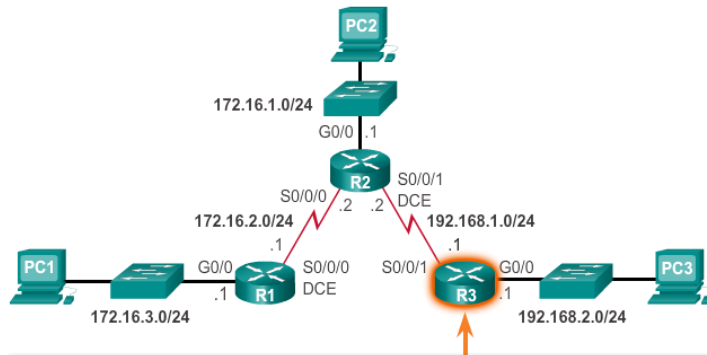 PC2
172.16.1.0/24
G0/0 .1
R2
S0/0/0 S0/0/1
.2 .2 DCE
172.16.2.0/24 192.168.1.0/24
.1 .1
PC1 G0/0 S0/0/0 S0/0/1 G0/0 PC3
.1 R1 DCE R3 .1
172.16.3.0/24 192.168.2.0/24